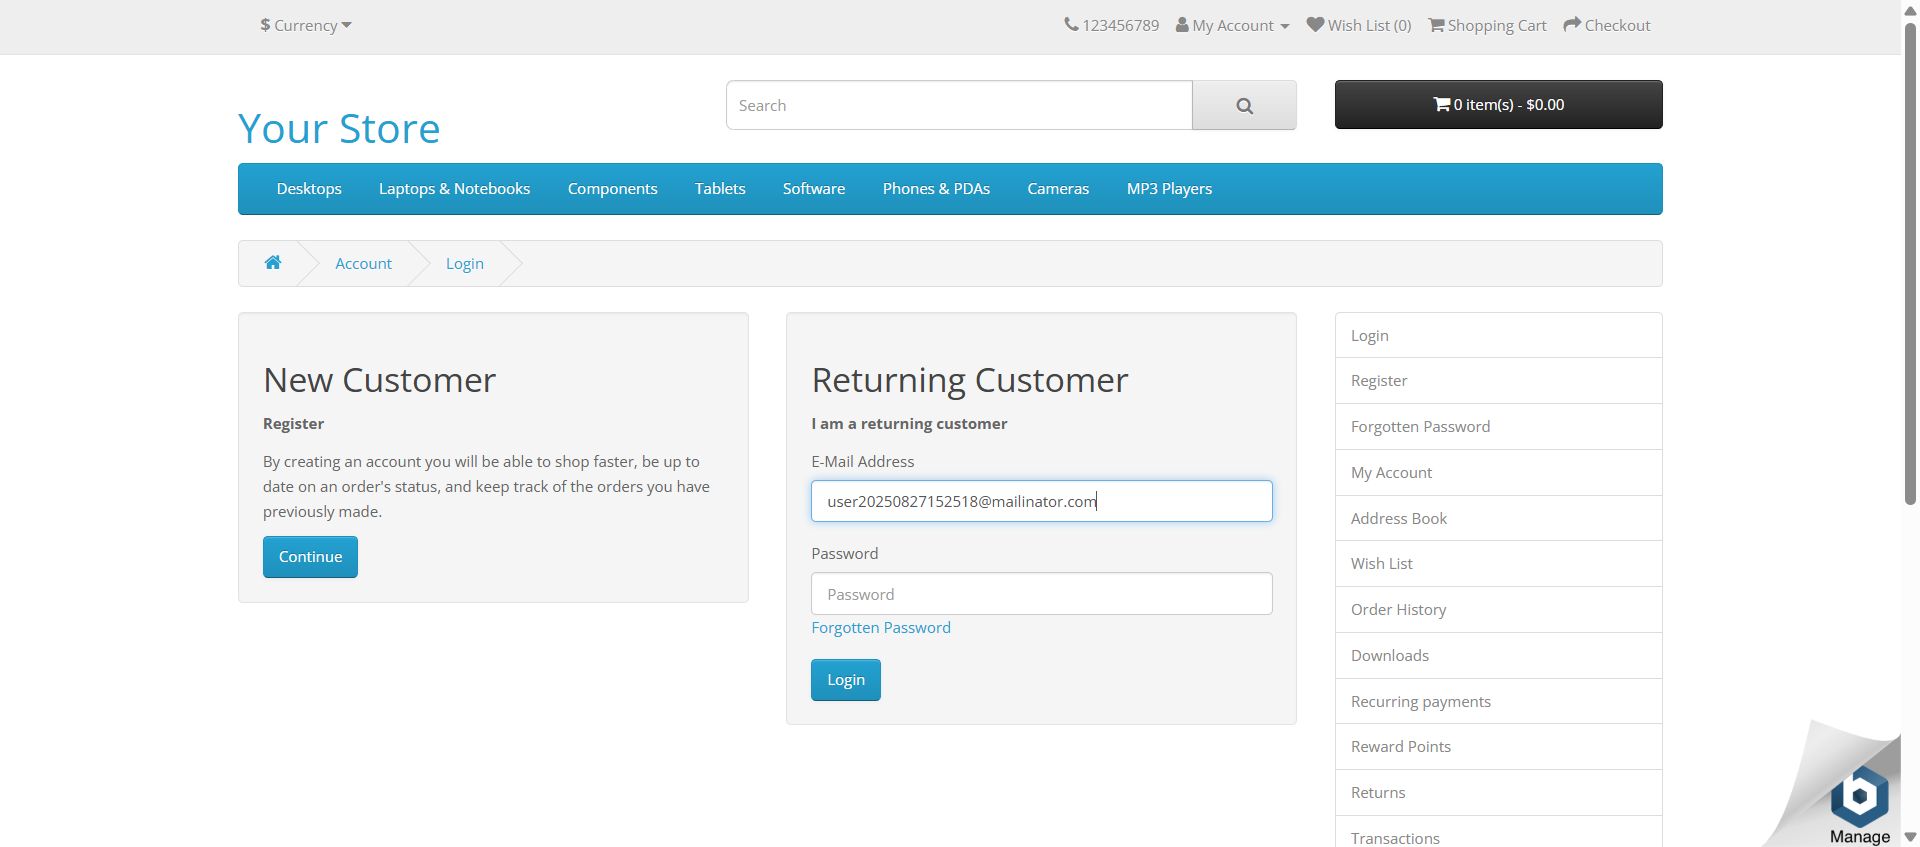 $ Currency
123456789 My Account Wish List (0) Shopping Cart Checkout
Your Store
Search
0 item(s) - $0.00
Desktops Laptops & Notebooks Components Tablets Software Phones & PDAs Cameras MP3 Players
Account Login
New Customer
Register
By creating an account you will be able to shop faster, be up to
date on an order's status, and keep track of the orders you have
previously made.
Continue
Returning Customer
I am a returning customer
E-Mail Address
user20250827152518@mailinator.com
Password
Password
Forgotten Password
Login
Login
Register
Forgotten Password
My Account
Address Book
Wish List
Order History
Downloads
Recurring payments
Reward Points
Returns
Transactions
b
Manage